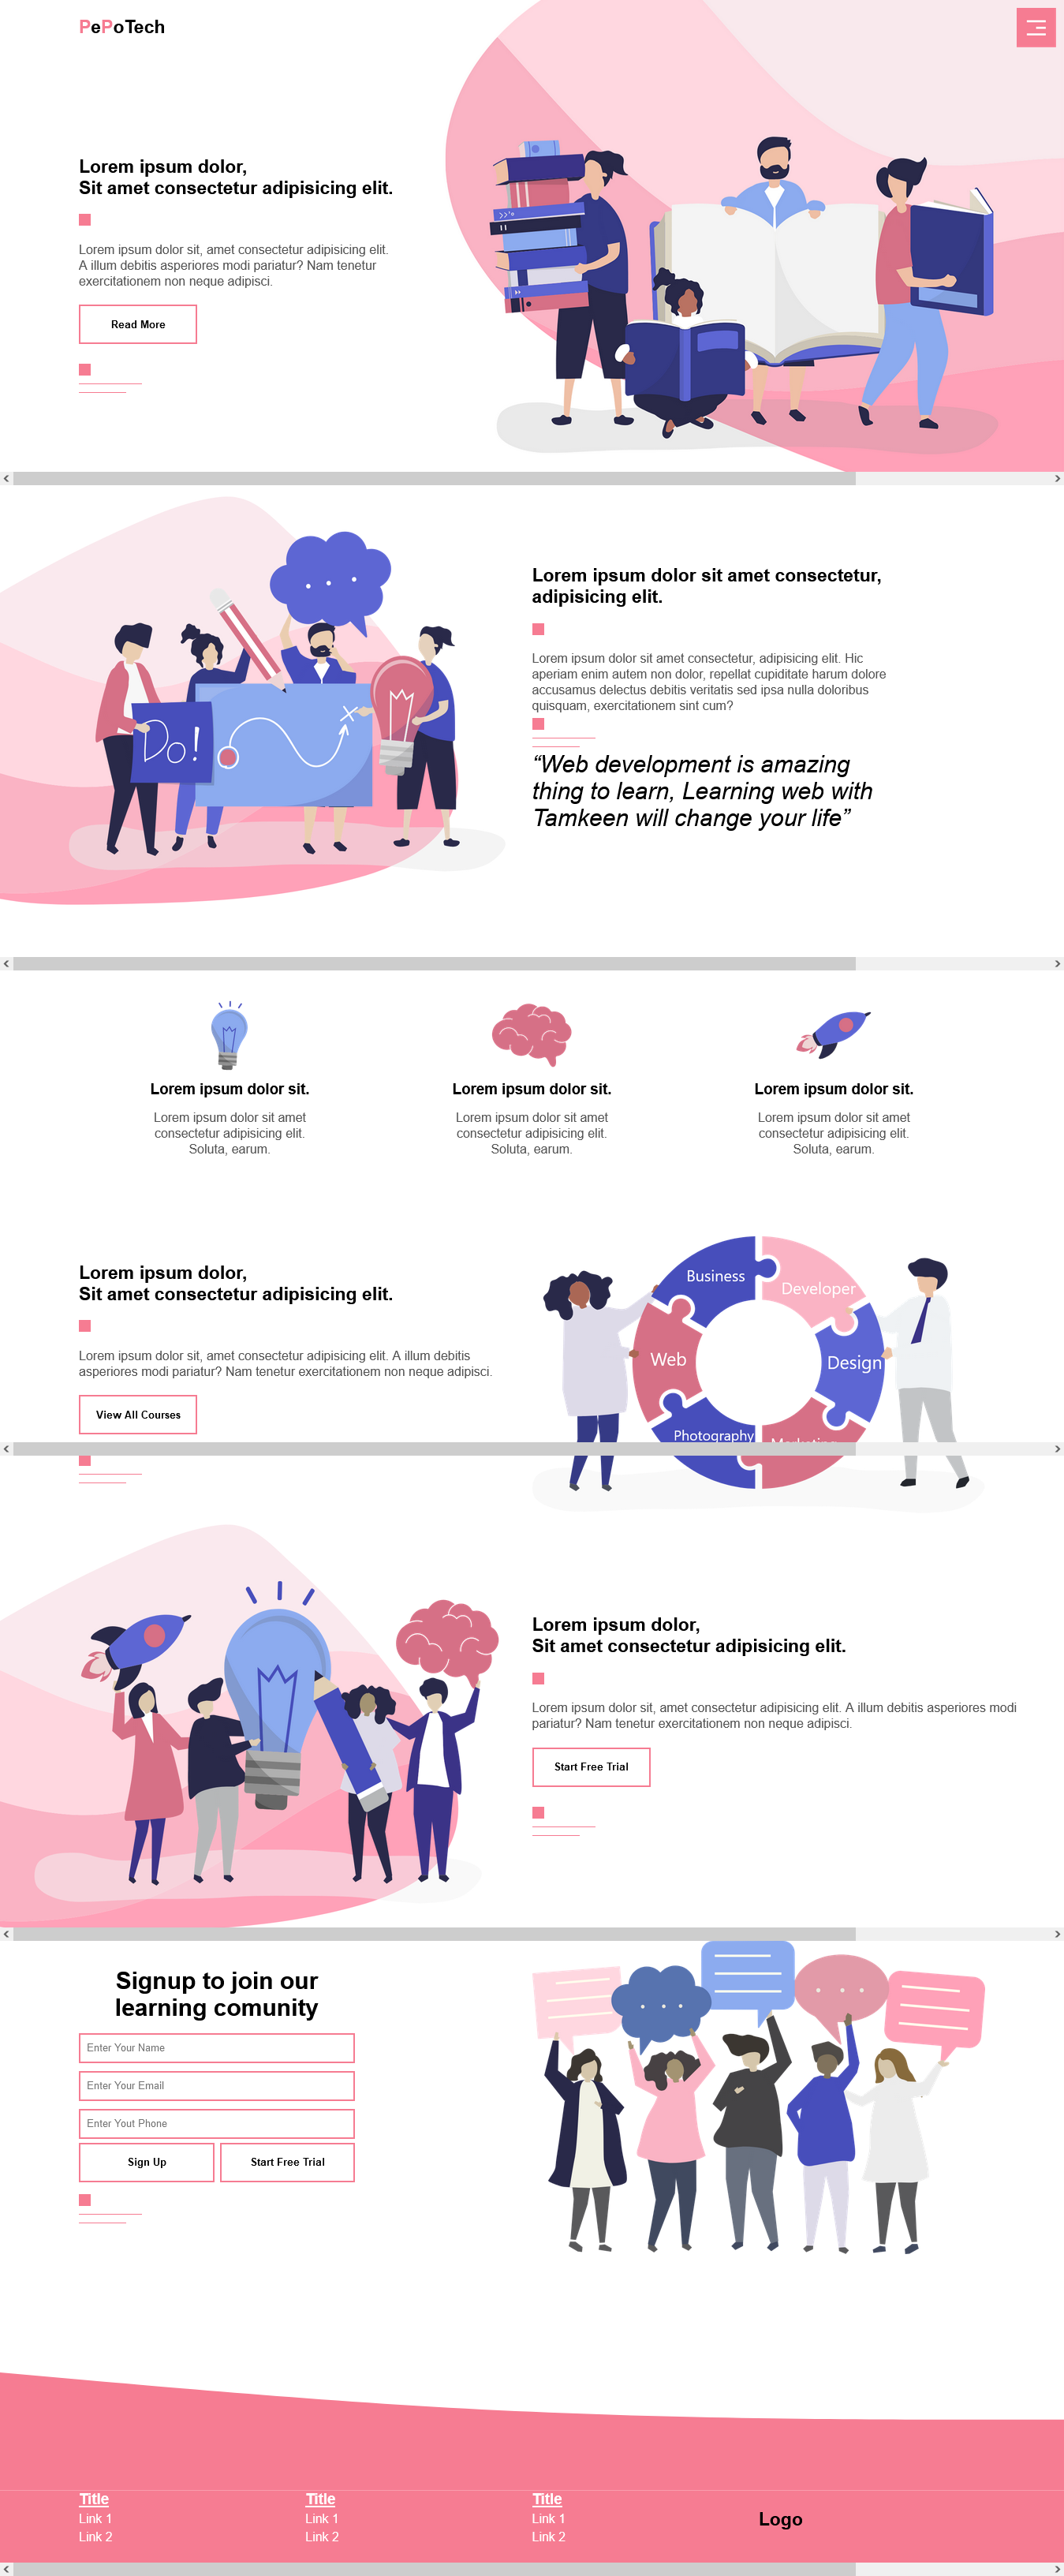 PePoTech
Lorem ipsum dolor,
Sit amet consectetur adipisicing elit.
Lorem ipsum dolor sit, amet consectetur adipisicing elit.
A illum debitis asperiores modi pariatur? Nam tenetur
exercitationem non neque adipisci.
Read More
Lorem ipsum dolor sit amet consectetur,
adipisicing elit.
Lorem ipsum dolor sit amet consectetur, adipisicing elit. Hic
aperiam enim autem non dolor, repellat cupiditate harum dolore
accusamus delectus debitis veritatis sed ipsa nulla doloribus
quisquam, exercitationem sint cum?
Do!
“Web development is amazing
thing to learn, Learning web with
Tamkeen will change your life”
Lorem ipsum dolor sit.
Lorem ipsum dolor sit amet
consectetur adipisicing elit.
Soluta, earum.
Lorem ipsum dolor sit.
Lorem ipsum dolor sit amet
consectetur adipisicing elit.
Soluta, earum.
Lorem ipsum dolor sit.
Lorem ipsum dolor sit amet
consectetur adipisicing elit.
Soluta, earum.
Lorem ipsum dolor,
Sit amet consectetur adipisicing elit.
Lorem ipsum dolor sit, amet consectetur adipisicing elit. A illum debitis
asperiores modi pariatur? Nam tenetur exercitationem non neque adipisci.
View All Courses
Business
Developer
Web
Design
Photography
Marketing
Lorem ipsum dolor,
Sit amet consectetur adipisicing elit.
Lorem ipsum dolor sit, amet consectetur adipisicing elit. A illum debitis asperiores modi
pariatur? Nam tenetur exercitationem non neque adipisci.
Start Free Trial
Signup to join our
learning comunity
Enter Your Name
Enter Your Email
Enter Yout Phone
Sign Up
Start Free Trial
Title
Link 1
Link 2
Title
Link 1
Link 2
Title
Link 1
Link 2
Logo